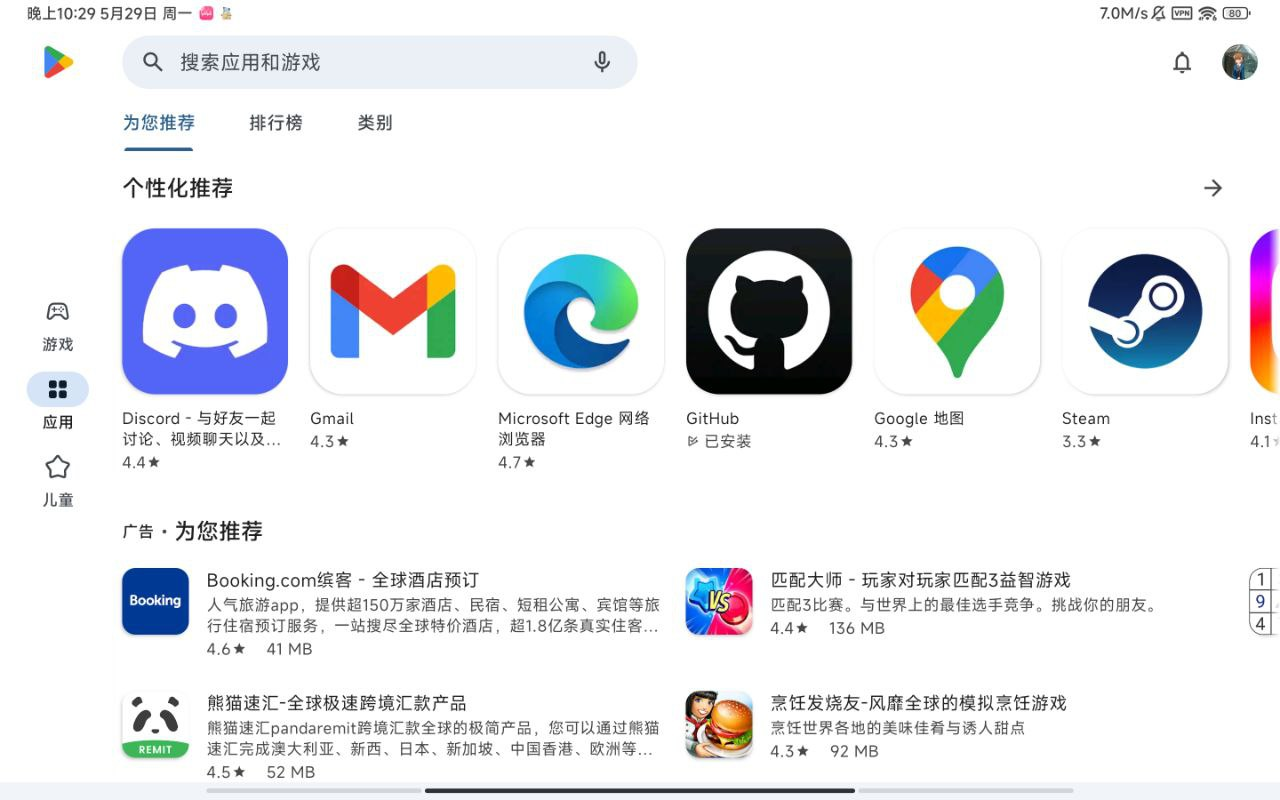 晚上10:29 5月29日 周一
7.0M/s VPN 80
搜索应用和游戏
为您推荐 排行榜 类别
个性化推荐
游戏
应用
儿童
Discord - 与好友一起讨论、视频聊天以及…
4.4★
Gmail
4.3★
Microsoft Edge 网络浏览器
4.7★
GitHub
已安装
Google 地图
4.3★
Steam
3.3★
Inst
4.1
广告 · 为您推荐
Booking
Booking.com缤客 - 全球酒店预订
人气旅游app，提供超150万家酒店、民宿、短租公寓、宾馆等旅
行住宿预订服务，一站搜尽全球特价酒店，超1.8亿条真实住客…
4.6★ 41 MB
VS
匹配大师 - 玩家对玩家匹配3益智游戏
匹配3比赛。与世界上的最佳选手竞争。挑战你的朋友。
4.4★ 136 MB
1
9
4
REMIT
熊猫速汇-全球极速跨境汇款产品
熊猫速汇pandaremit跨境汇款全球的极简产品，您可以通过熊猫
速汇完成澳大利亚、新西、日本、新加坡、中国香港、欧洲等…
4.5★ 52 MB
烹饪发烧友-风靡全球的模拟烹饪游戏
烹饪世界各地的美味佳肴与诱人甜点
4.3★ 92 MB